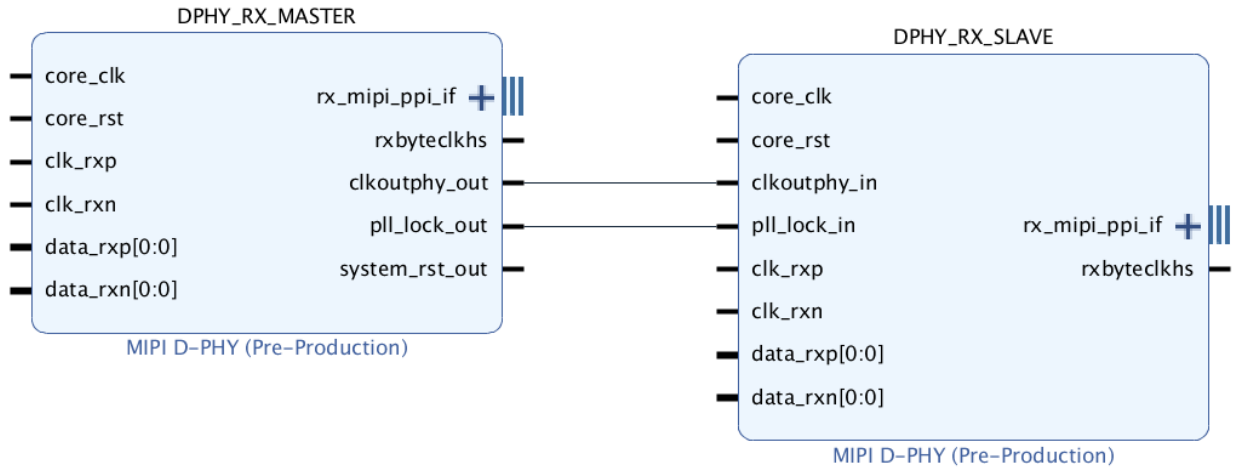 DPHY_RX_MASTER
core_clk
core_rst
clk_rxp
clk_rxn
data_rxp[0:0]
data_rxn[0:0]
rx_mipi_ppi_if
rxbyteclkhs
clkoutphy_out
pll_lock_out
system_rst_out
MIPI D-PHY (Pre-Production)
DPHY_RX_SLAVE
core_clk
core_rst
clkoutphy_in
pll_lock_in
clk_rxp
clk_rxn
data_rxp[0:0]
data_rxn[0:0]
rx_mipi_ppi_if
rxbyteclkhs
MIPI D-PHY (Pre-Production)